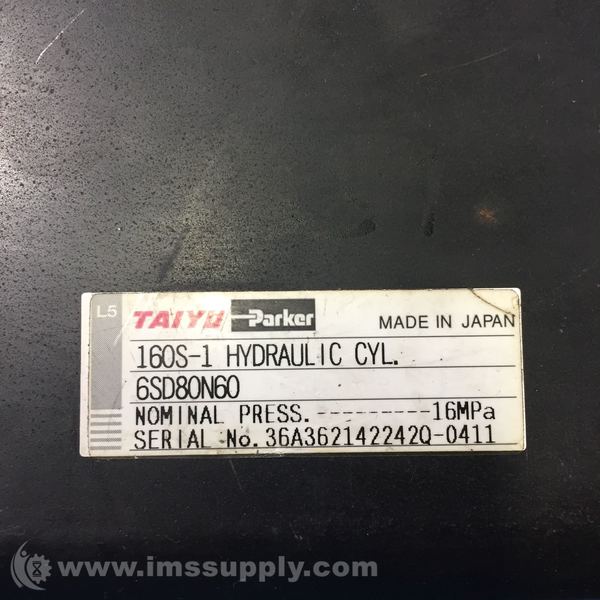 L5 TAIYO Parker MADE IN JAPAN
160S-1 HYDRAULIC CYL.
6SD80N60
NOMINAL PRESS.---------16MPa
SERIAL No.36A362142242Q-0411
www.imssupply.com